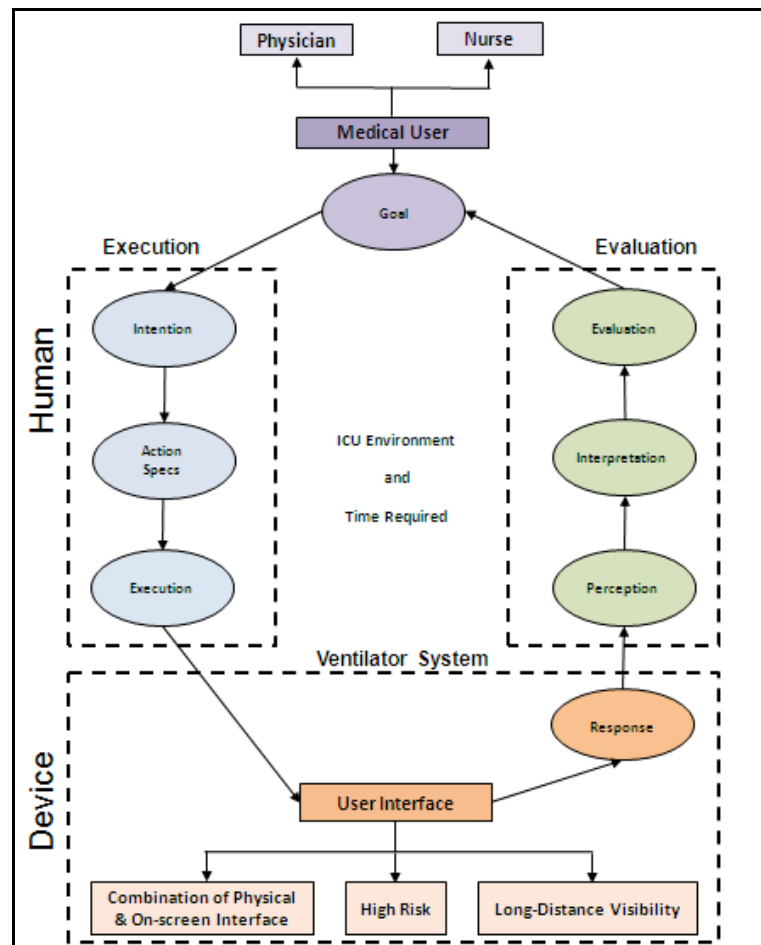 Physician
Nurse
Medical User
Goal
Execution
Evaluation
Human
Intention
Evaluation
Action
Specs
ICU Environment
and
Time Required
Interpretation
Execution
Perception
Ventilator System
Device
Response
User Interface
Combination of Physical
& On-screen Interface
High Risk
Long-Distance Visibility